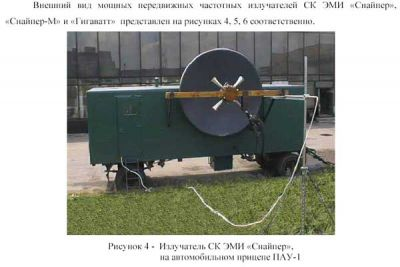 Внешний вид мощных передвижных частотных излучателей СК ЭМИ «Снайпер»,
«Снайпер-М» и «Гигаватт» представлен на рисунках 4, 5, 6 соответственно.
Рисунок 4 - Излучатель СК ЭМИ «Снайпер»,
на автомобильном прицепе ПАУ-1